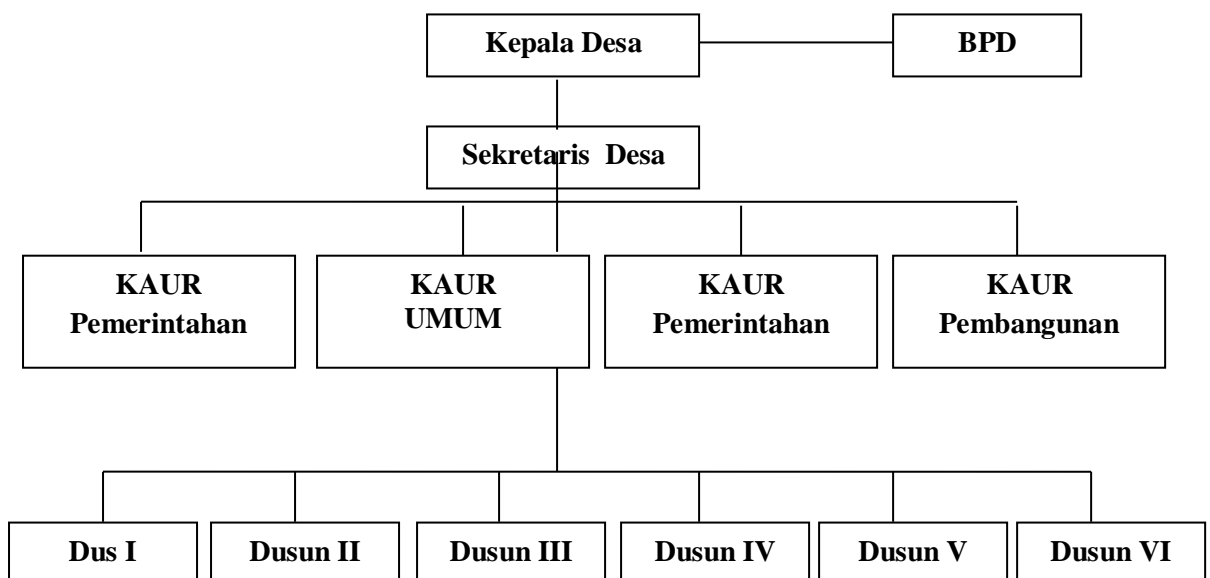 Kepala Desa
BPD
Sekretaris Desa
KAUR
Pemerintahan
KAUR
UMUM
KAUR
Pemerintahan
KAUR
Pembangunan
Dus I
Dusun II
Dusun III
Dusun IV
Dusun V
Dusun VI